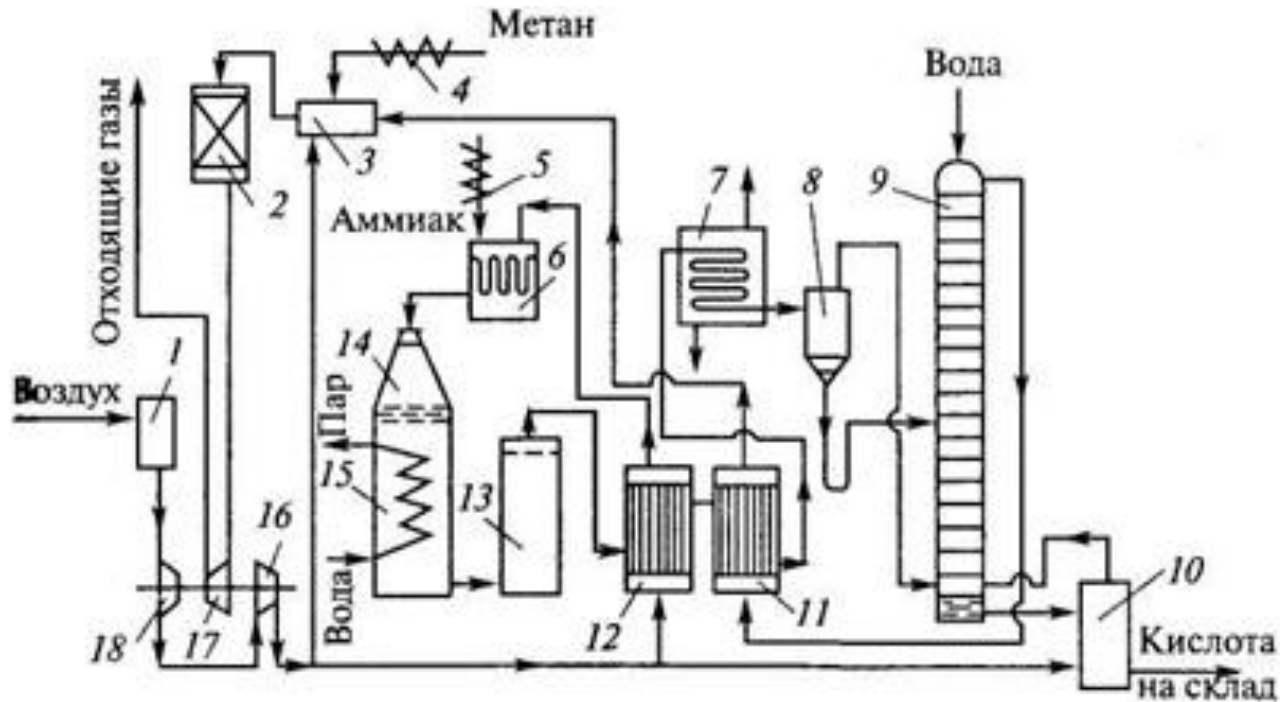 Метан
4
Вода
3
2
5
Аммиак
7
8
9
6
Отходящие газы
1
Воздух
14
Пар
15
13
16
10
12
11
Вода
18
17
Кислота
на склад